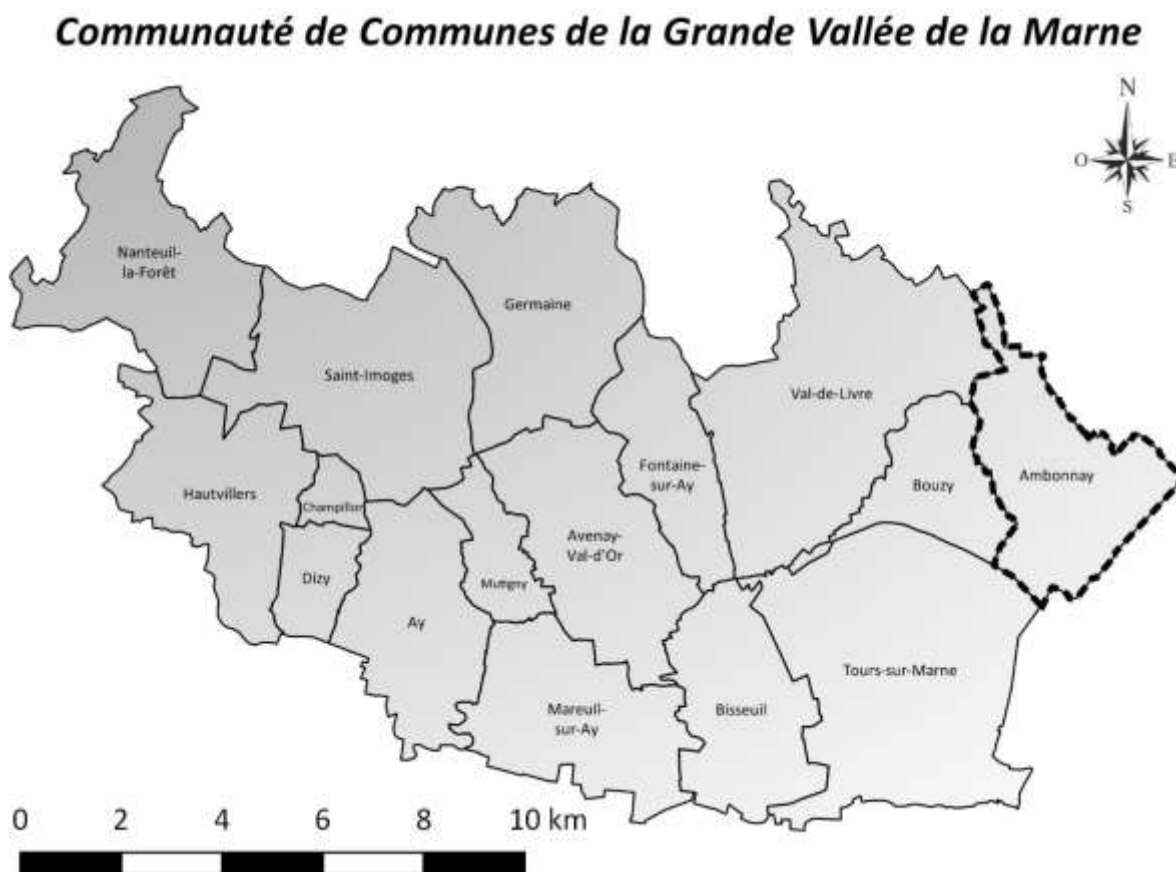 Communauté de Communes de la Grande Vallée de la Marne
N
O
E
S
Nanteuil-
la-Forêt
Germaine
Saint-Imoges
Val-de-Livre
Fontaine-
sur-Ay
Ambonnay
Bouzy
Hautvillers
Champillon
Avenay-
Val-d'Or
Dizy
Mutigny
Ay
Tours-sur-Marne
Mareuil-
sur-Ay
Bisseuil
0 2 4 6 8 10 km